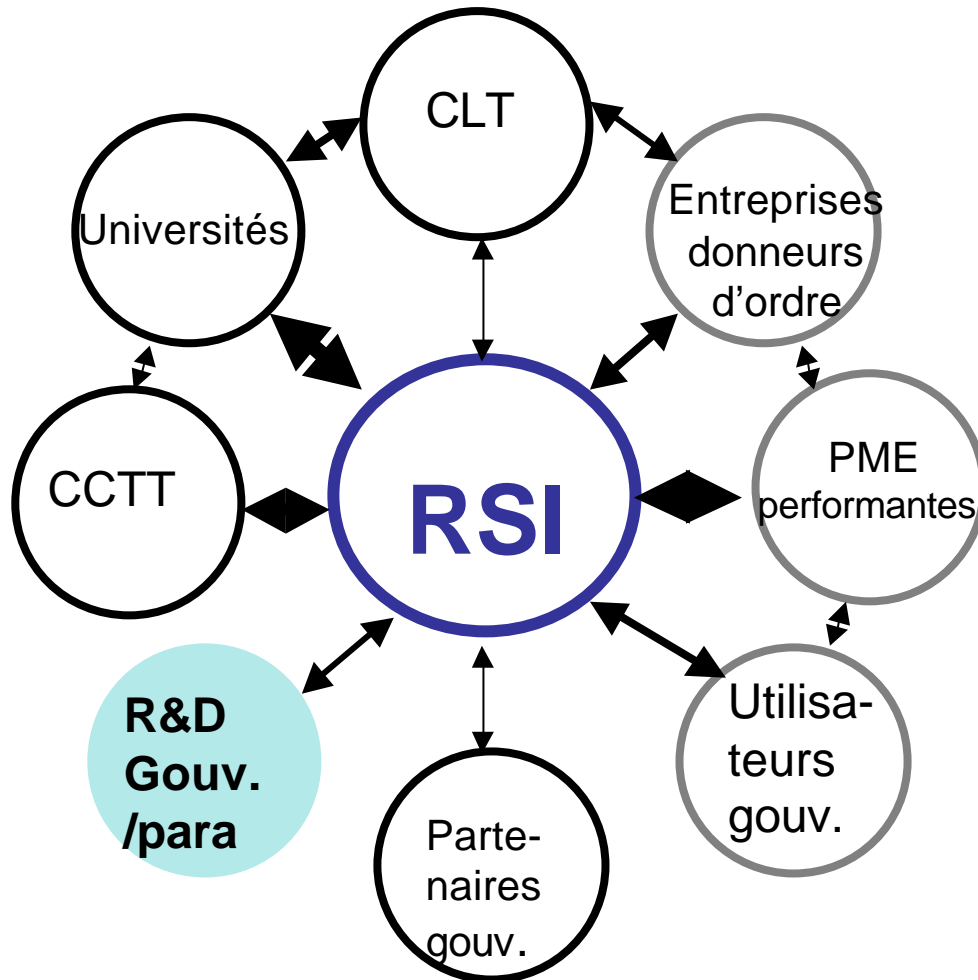 CLT
Universités
Entreprises
donneurs
d’ordre
CCTT
RSI
PME
performantes
R&D
Gouv.
/para
Parte-
naires
gouv.
Utilisa-
teurs
gouv.